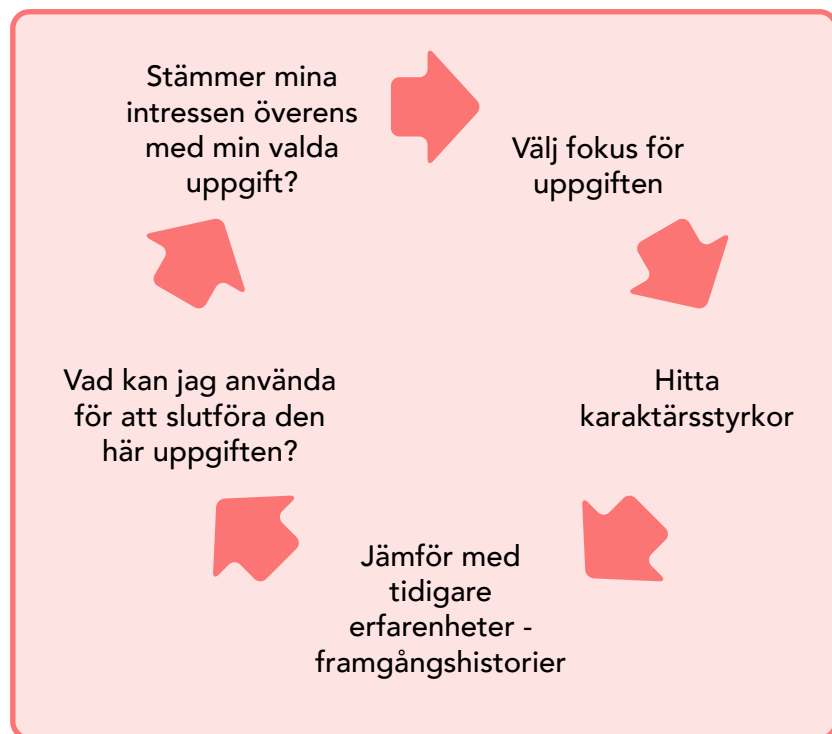 Stämmer mina
intressen överens
med min valda
uppgift?
Välj fokus för
uppgiften
Hitta
karaktärsstyrkor
Jämför med
tidigare
erfarenheter -
framgångshistorier
Vad kan jag använda
för att slutföra den
här uppgiften?